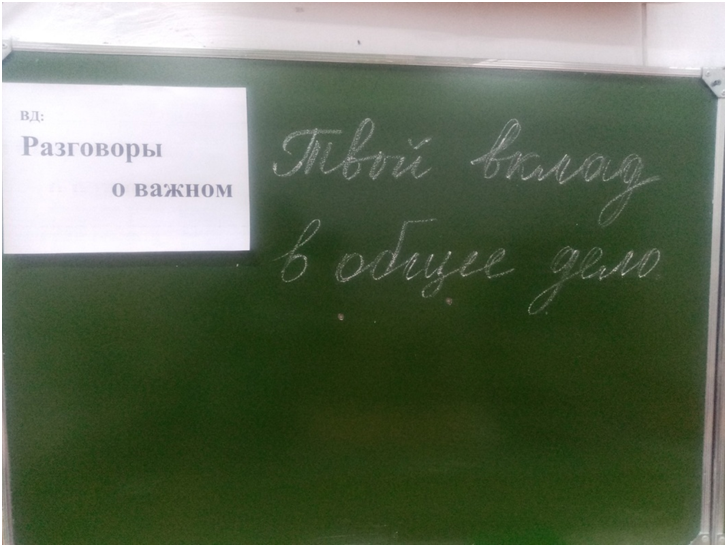 ВД:
Разговоры
о важном
Твой вклад
в общее дело